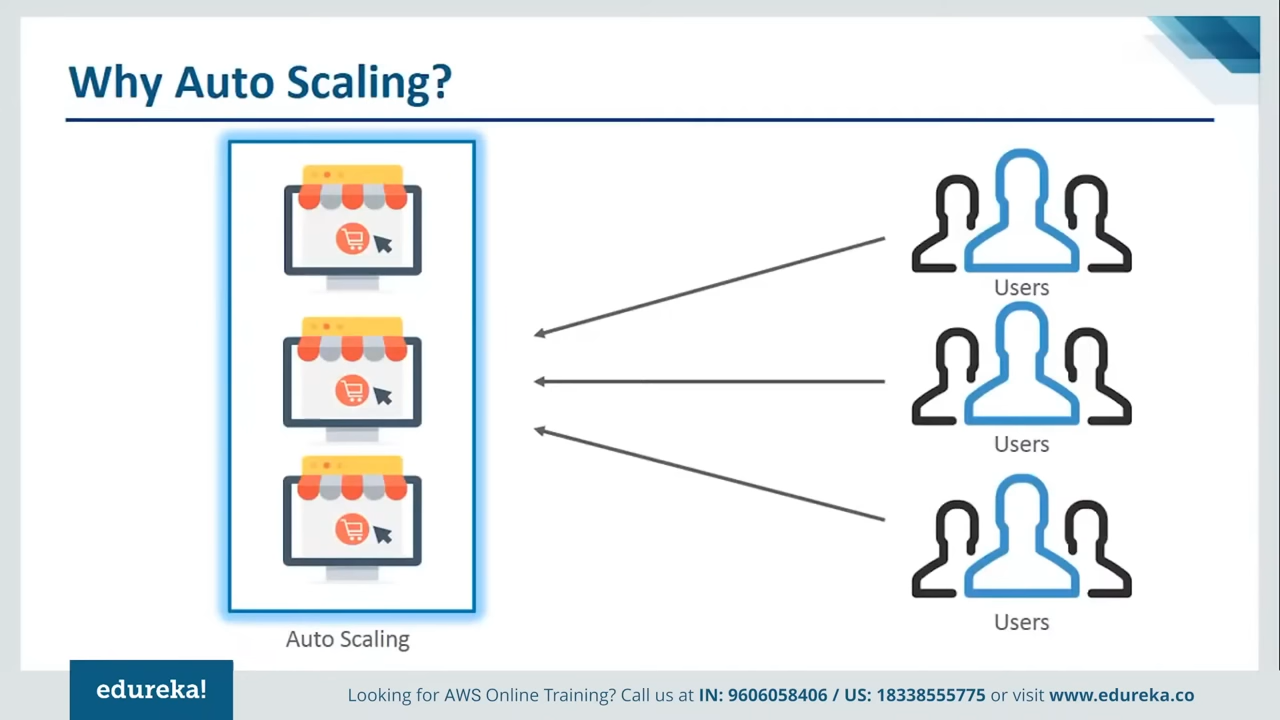 Why Auto Scaling?
Users
Users
Users
Auto Scaling
edureka!
Looking for AWS Online Training? Call us at IN: 9606058406 / US: 18338555775 or visit www.edureka.co